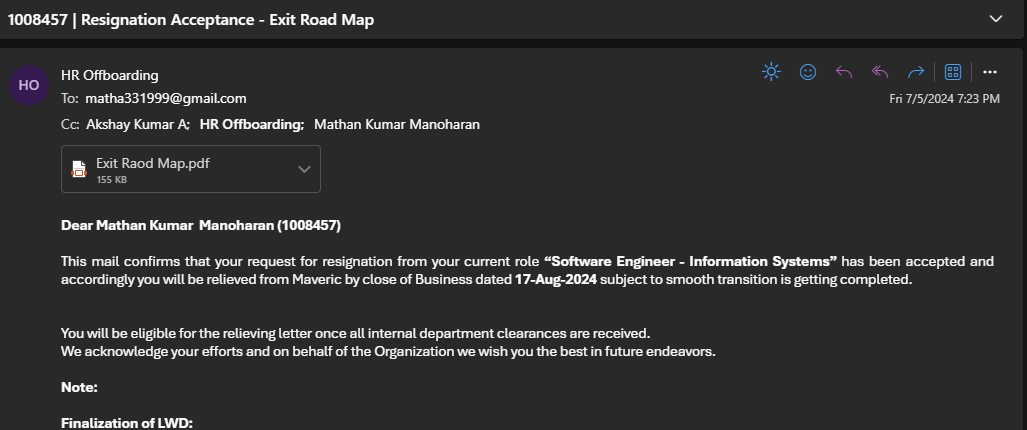 1008457 | Resignation Acceptance - Exit Road Map
HO
HR Offboarding
To: matha331999@gmail.com
Fri 7/5/2024 7:23 PM
Cc: Akshay Kumar A; HR Offboarding; Mathan Kumar Manoharan
Exit Raod Map.pdf
155 KB
Dear Mathan Kumar Manoharan (1008457)
This mail confirms that your request for resignation from your current role “Software Engineer - Information Systems” has been accepted and
accordingly you will be relieved from Maveric by close of Business dated 17-Aug-2024 subject to smooth transition is getting completed.
You will be eligible for the relieving letter once all internal department clearances are received.
We acknowledge your efforts and on behalf of the Organization we wish you the best in future endeavors.
Note:
Finalization of LWD: